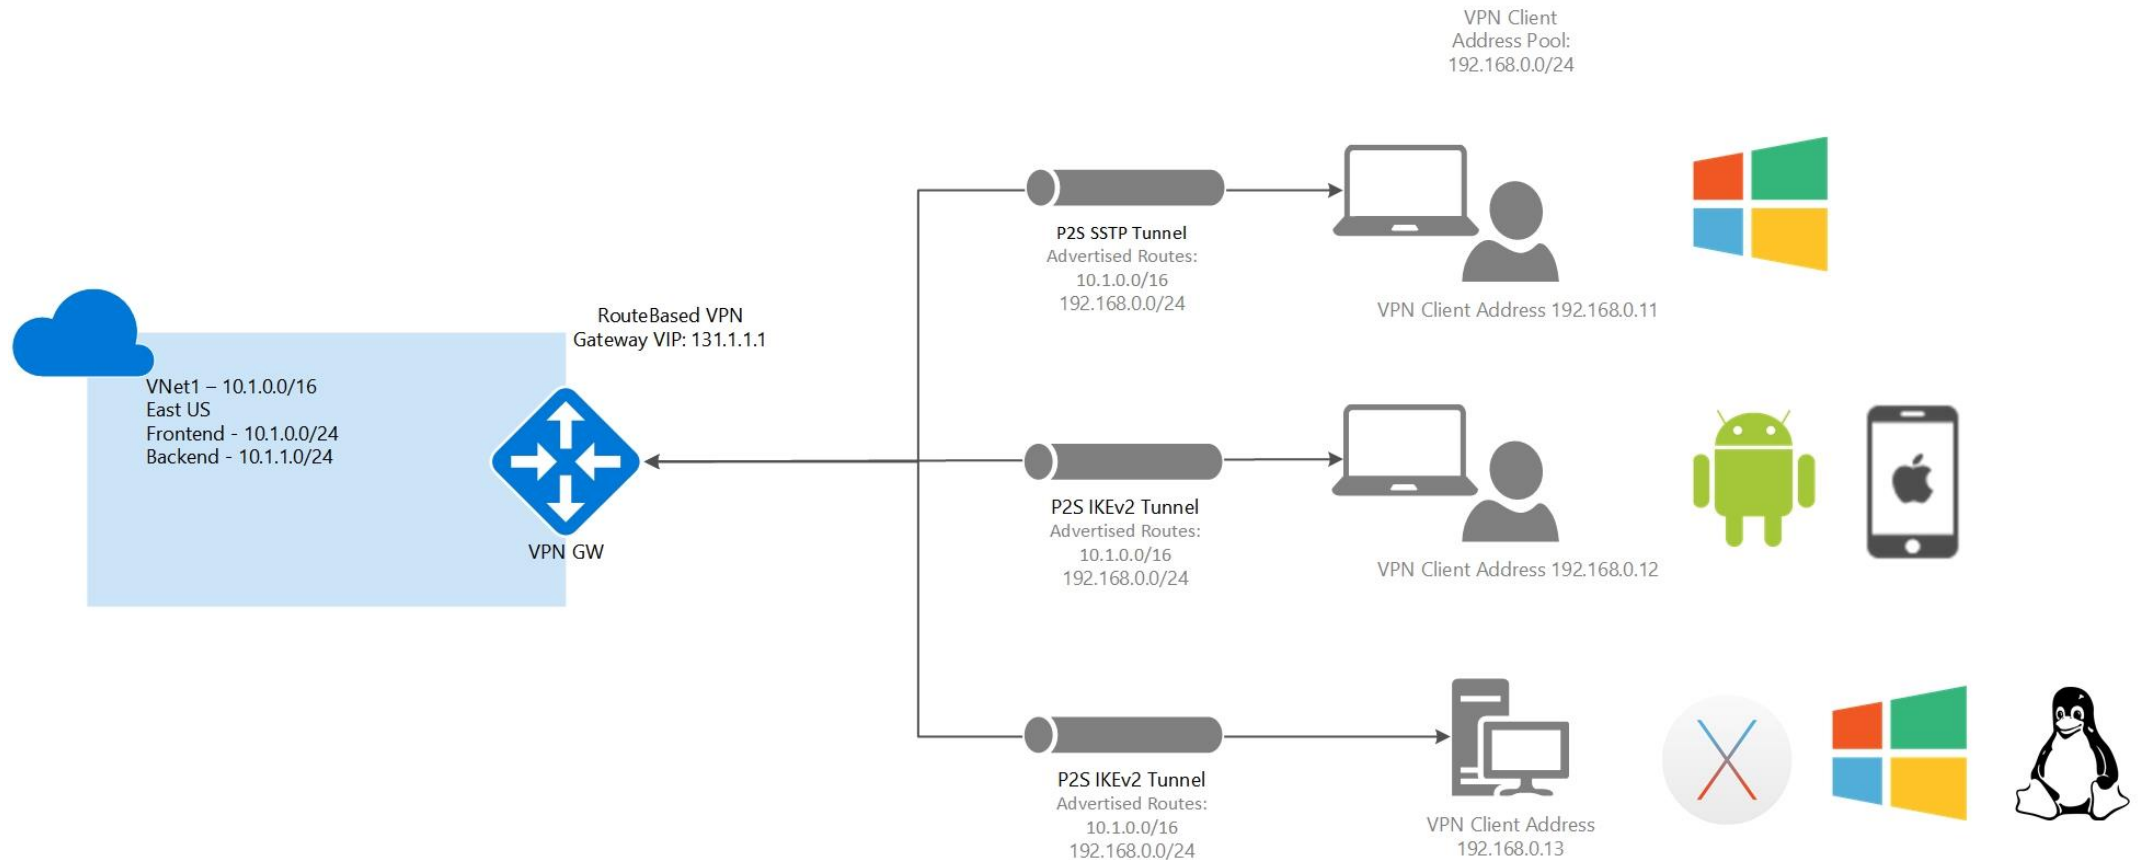 VPN Client
Address Pool:
192.168.0.0/24
P2S SSTP Tunnel
Advertised Routes:
10.1.0.0/16
192.168.0.0/24
VPN Client Address 192.168.0.11
RouteBased VPN
Gateway VIP: 131.1.1.1
VNet1 – 10.1.0.0/16
East US
Frontend - 10.1.0.0/24
Backend - 10.1.1.0/24
VPN GW
P2S IKEv2 Tunnel
Advertised Routes:
10.1.0.0/16
192.168.0.0/24
VPN Client Address 192.168.0.12
P2S IKEv2 Tunnel
Advertised Routes:
10.1.0.0/16
192.168.0.0/24
VPN Client Address
192.168.0.13